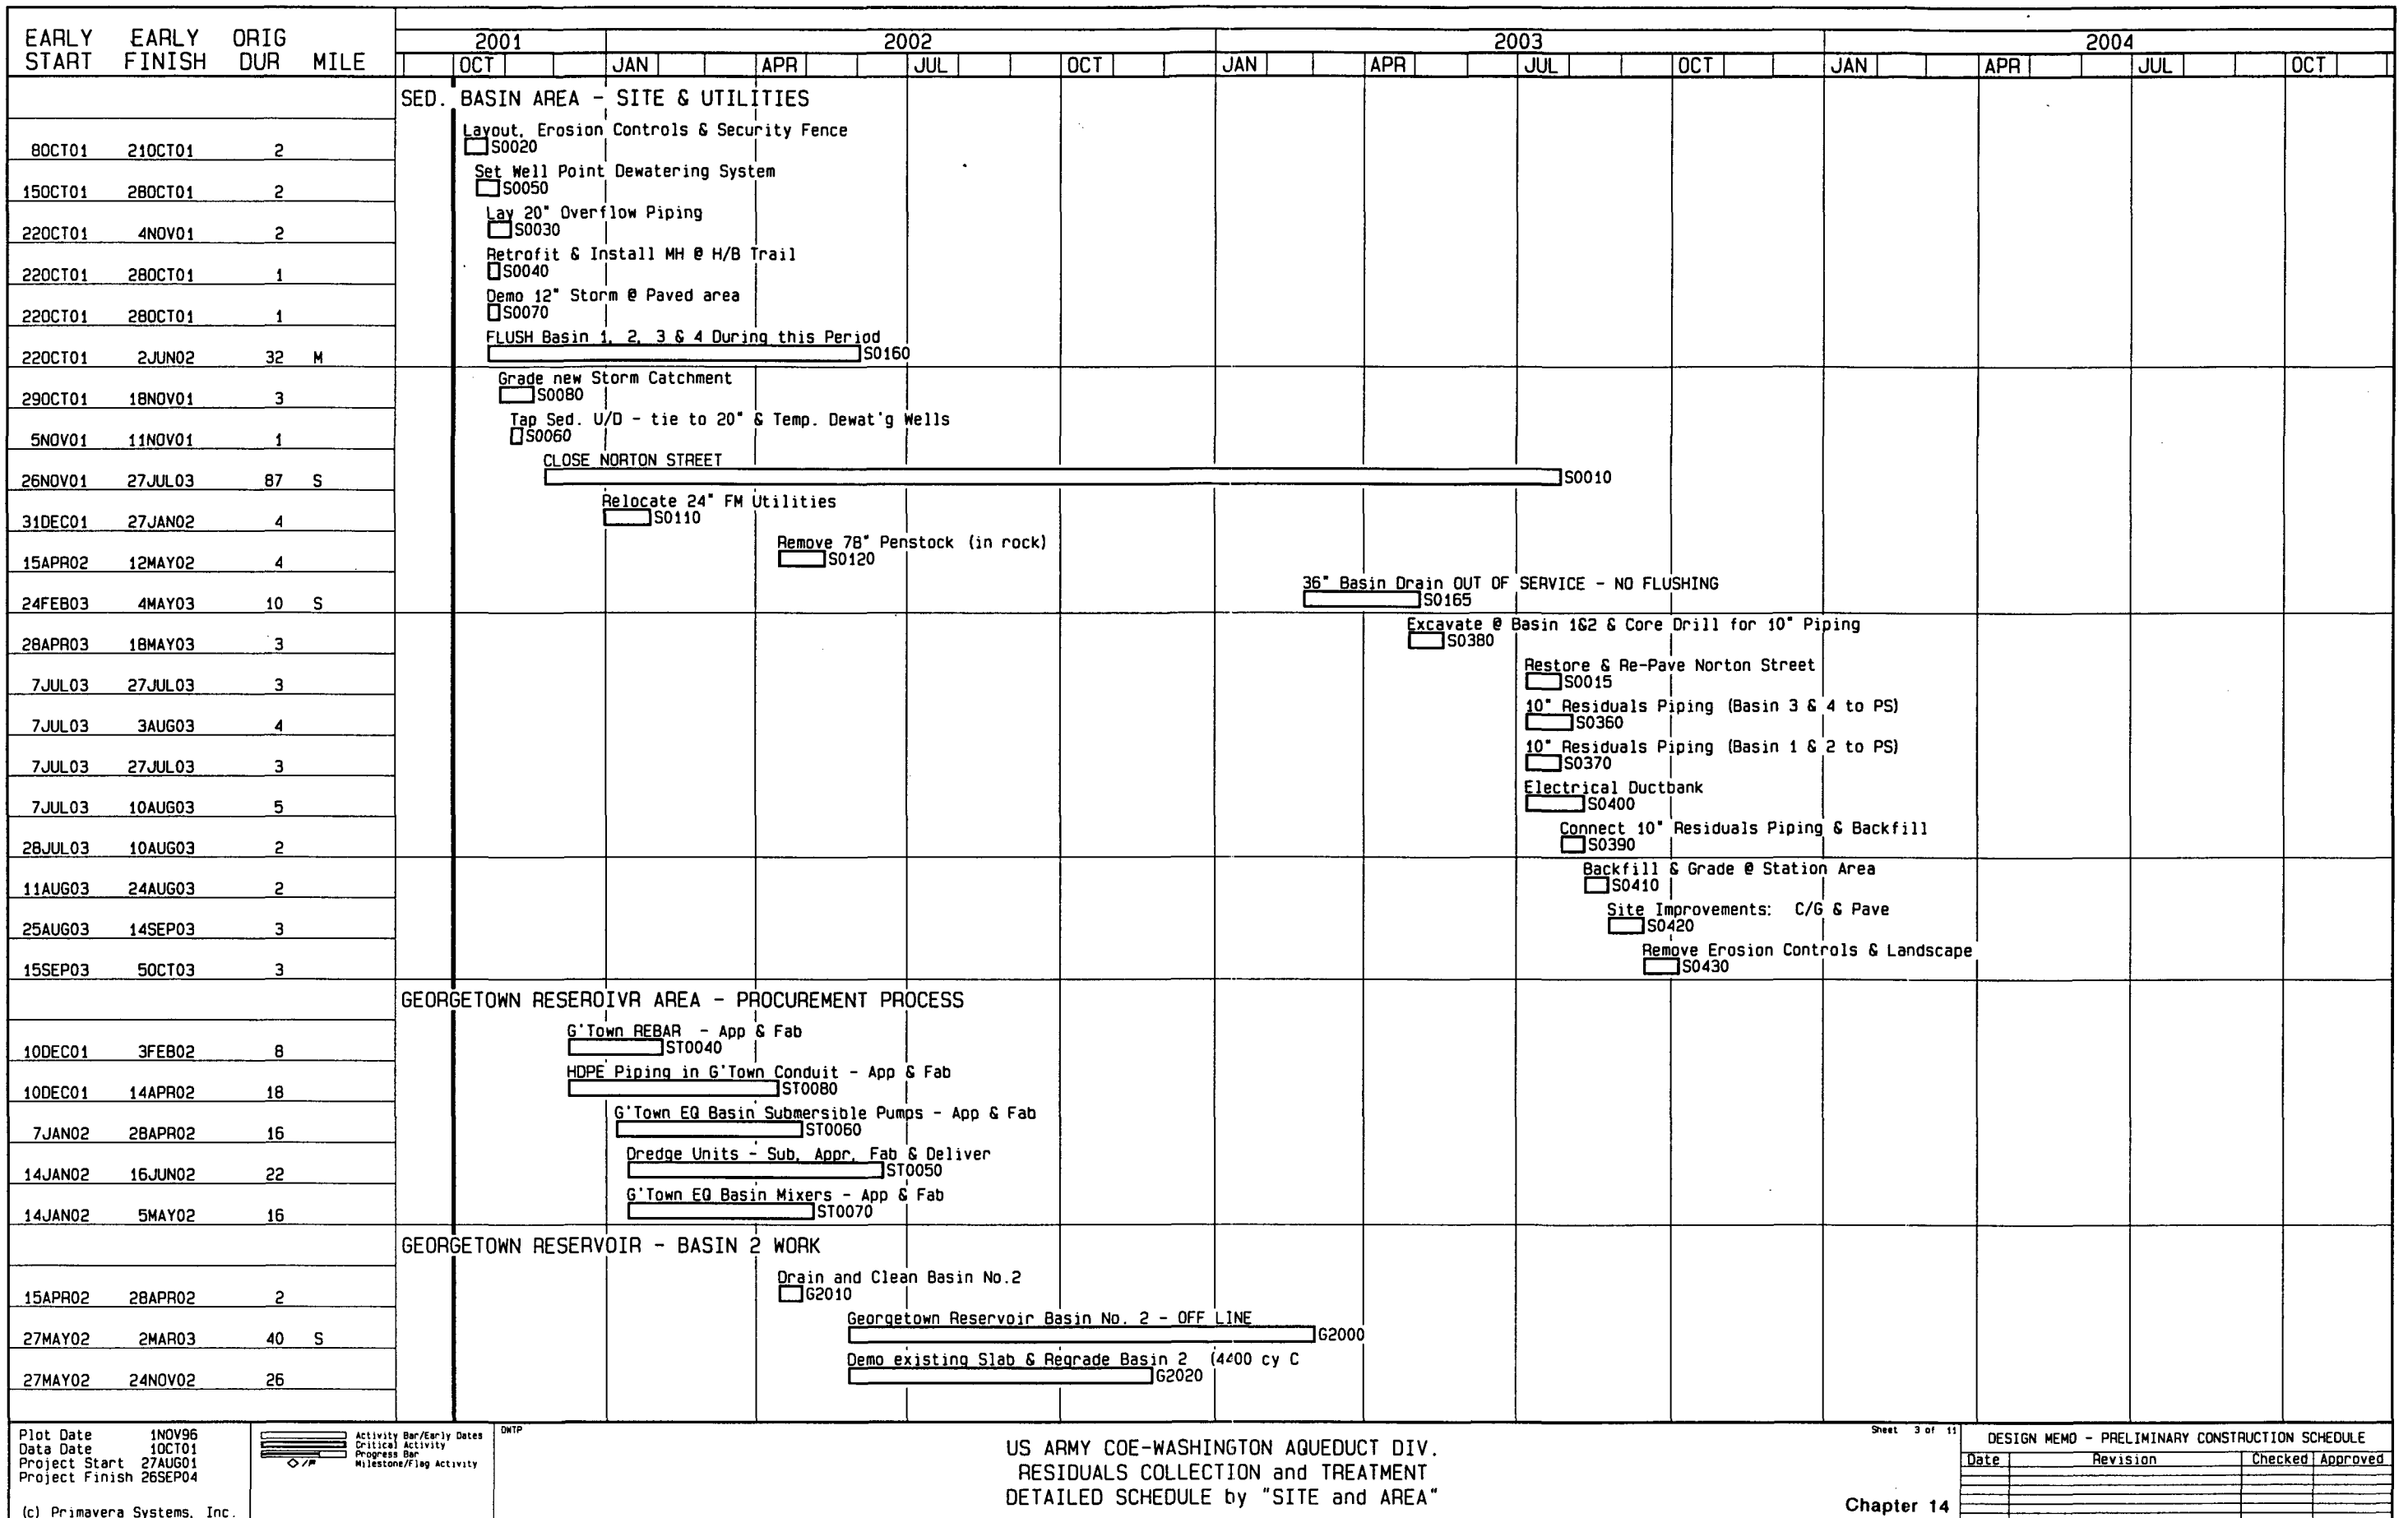 EARLY EARLY ORIG
START FINISH DUR MILE
2001 2002 2003 2004
OCT JAN APR JUL OCT JAN APR JUL OCT JAN APR JUL OCT
SED. BASIN AREA - SITE & UTILITIES
Layout, Erosion Controls & Security Fence
8OCT01 21OCT01 2 S0020
Set Well Point Dewatering System
15OCT01 28OCT01 2 S0050
Lay 20" Overflow Piping
22OCT01 4NOV01 2 S0030
Retrofit & Install MH @ H/B Trail
22OCT01 28OCT01 1 S0040
Demo 12" Storm @ Paved area
22OCT01 28OCT01 1 S0070
FLUSH Basin 1, 2, 3 & 4 During this Period
22OCT01 2JUN02 32 M S0160
Grade new Storm Catchment
29OCT01 18NOV01 3 S0080
Tap Sed. U/D - tie to 20" & Temp. Dewat'g Wells
5NOV01 11NOV01 1 S0060
CLOSE NORTON STREET
26NOV01 27JUL03 87 S S0010
Relocate 24" FM Utilities
31DEC01 27JAN02 4 S0110
Remove 78" Penstock (in rock)
15APR02 12MAY02 4 S0120
36" Basin Drain OUT OF SERVICE - NO FLUSHING
24FEB03 4MAY03 10 S S0165
Excavate @ Basin 1&2 & Core Drill for 10" Piping
28APR03 18MAY03 3 S0380
Restore & Re-Pave Norton Street
7JUL03 27JUL03 3 S0015
10" Residuals Piping (Basin 3 & 4 to PS)
7JUL03 3AUG03 4 S0360
10" Residuals Piping (Basin 1 & 2 to PS)
7JUL03 27JUL03 3 S0370
Electrical Ductbank
7JUL03 10AUG03 5 S0400
Connect 10" Residuals Piping & Backfill
28JUL03 10AUG03 2 S0390
Backfill & Grade @ Station Area
11AUG03 24AUG03 2 S0410
Site Improvements: C/G & Pave
25AUG03 14SEP03 3 S0420
Remove Erosion Controls & Landscape
15SEP03 5OCT03 3 S0430
GEORGETOWN RESEROIVR AREA - PROCUREMENT PROCESS
G'Town REBAR - App & Fab
10DEC01 3FEB02 8 ST0040
HDPE Piping in G'Town Conduit - App & Fab
10DEC01 14APR02 18 ST0080
G'Town EQ Basin Submersible Pumps - App & Fab
7JAN02 28APR02 16 ST0060
Dredge Units - Sub, Appr, Fab & Deliver
14JAN02 16JUN02 22 ST0050
G'Town EQ Basin Mixers - App & Fab
14JAN02 5MAY02 16 ST0070
GEORGETOWN RESERVOIR - BASIN 2 WORK
Drain and Clean Basin No.2
15APR02 28APR02 2 G2010
Georgetown Reservoir Basin No. 2 - OFF LINE
27MAY02 2MAR03 40 S G2000
Demo existing Slab & Regrade Basin 2 (4400 cy C
27MAY02 24NOV02 26 G2020
Plot Date 1NOV96
Data Date 1OCT01
Project Start 27AUG01
Project Finish 26SEP04
(c) Primavera Systems, Inc.
Activity Bar/Early Dates
Critical Activity
Progress Bar
Milestone/Flag Activity
DWTP
US ARMY COE-WASHINGTON AQUEDUCT DIV.
RESIDUALS COLLECTION and TREATMENT
DETAILED SCHEDULE by "SITE and AREA"
Sheet 3 of 11
Chapter 14
DESIGN MEMO - PRELIMINARY CONSTRUCTION SCHEDULE
Date Revision Checked Approved